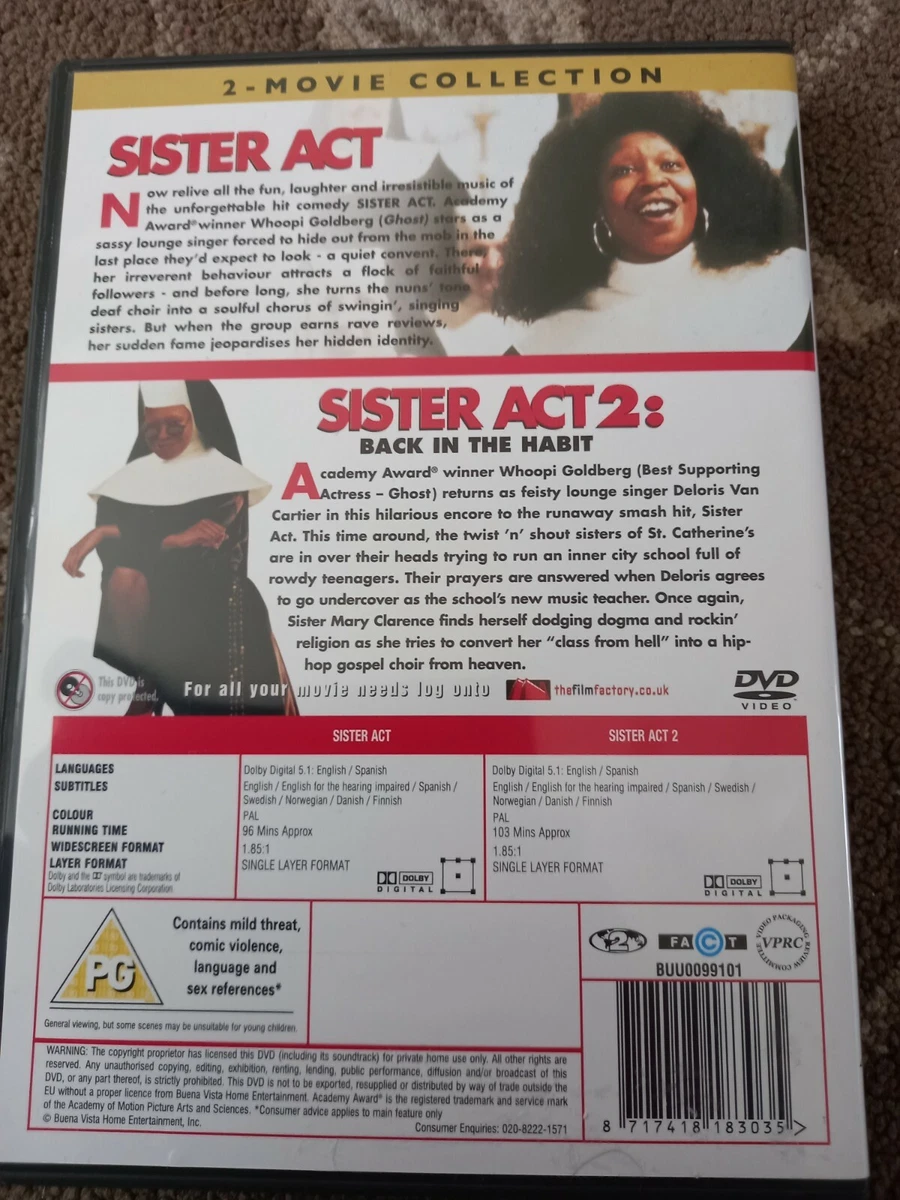 2-MOVIE COLLECTION
SISTER ACT
Now relive all the fun, laughter and irresistible music of
the unforgettable hit comedy SISTER ACT. Academy
Award® winner Whoopi Goldberg (Ghost) stars as a
sassy lounge singer forced to hide out from the mob in the
last place they'd expect to look - a quiet convent. There,
her irreverent behaviour attracts a flock of faithful
followers - and before long, she turns the nuns' tone
deaf choir into a soulful chorus of swingin', singing
sisters. But when the group earns rave reviews,
her sudden fame jeopardises her hidden identity.
SISTER ACT 2:
BACK IN THE HABIT
Academy Award® winner Whoopi Goldberg (Best Supporting
Actress – Ghost) returns as feisty lounge singer Deloris Van
Cartier in this hilarious encore to the runaway smash hit, Sister
Act. This time around, the twist 'n' shout sisters of St. Catherine's
are in over their heads trying to run an inner city school full of
rowdy teenagers. Their prayers are answered when Deloris agrees
to go undercover as the school's new music teacher. Once again,
Sister Mary Clarence finds herself dodging dogma and rockin'
religion as she tries to convert her "class from hell" into a hip-
hop gospel choir from heaven.
This DVD is
copy protected.
For all your movie needs log onto
thefilmfactory.co.uk
DVD
VIDEO
SISTER ACT SISTER ACT 2
LANGUAGES Dolby Digital 5.1: English / Spanish Dolby Digital 5.1: English / Spanish
SUBTITLES English / English for the hearing impaired / Spanish / English / English for the hearing impaired / Spanish / Swedish /
Swedish / Norwegian / Danish / Finnish Norwegian / Danish / Finnish
COLOUR PAL PAL
RUNNING TIME 96 Mins Approx 103 Mins Approx
WIDESCREEN FORMAT 1.85:1 1.85:1
LAYER FORMAT SINGLE LAYER FORMAT SINGLE LAYER FORMAT
Dolby and the symbol are trademarks of
Dolby Laboratories Licensing Corporation
DOLBY
DIGITAL
DOLBY
DIGITAL
PG
Contains mild threat,
comic violence,
language and
sex references*
General viewing, but some scenes may be unsuitable for young children.
2
FACT
VIDEO PACKAGING REVIEW COMMITTEE
VPRC
BUU0099101
WARNING: The copyright proprietor has licensed this DVD (including its soundtrack) for private home use only. All other rights are
reserved. Any unauthorised copying, editing, exhibition, renting, lending, public performance, diffusion and/or broadcast of this
DVD, or any part thereof, is strictly prohibited. This DVD is not to be exported, resupplied or distributed by way of trade outside the
EU without a proper licence from Buena Vista Home Entertainment. Academy Award® is the registered trademark and service mark
of the Academy of Motion Picture Arts and Sciences. *Consumer advice applies to main feature only
© Buena Vista Home Entertainment, Inc.
Consumer Enquiries: 020-8222-1571
8 717418 183035 >